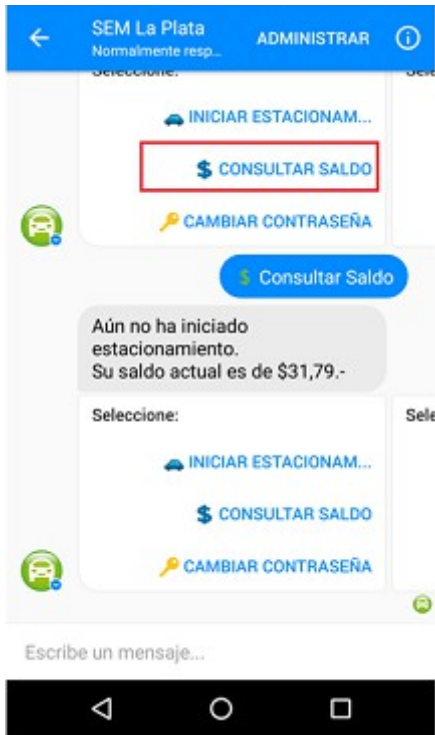 SEM La Plata
Normalmente resp...
ADMINISTRAR
Seleccione:
INICIAR ESTACIONAM...
$ CONSULTAR SALDO
CAMBIAR CONTRASEÑA
$ Consultar Saldo
Aún no ha iniciado
estacionamiento.
Su saldo actual es de $31,79.-
Seleccione:
Sele
INICIAR ESTACIONAM...
$ CONSULTAR SALDO
CAMBIAR CONTRASEÑA
Escribe un mensaje...